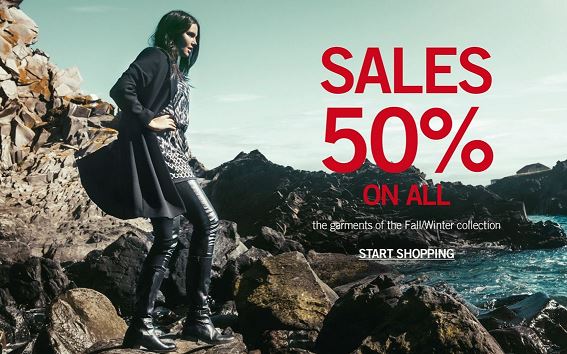 SALES
50%
ON ALL
the garments of the Fall/Winter collection
START SHOPPING